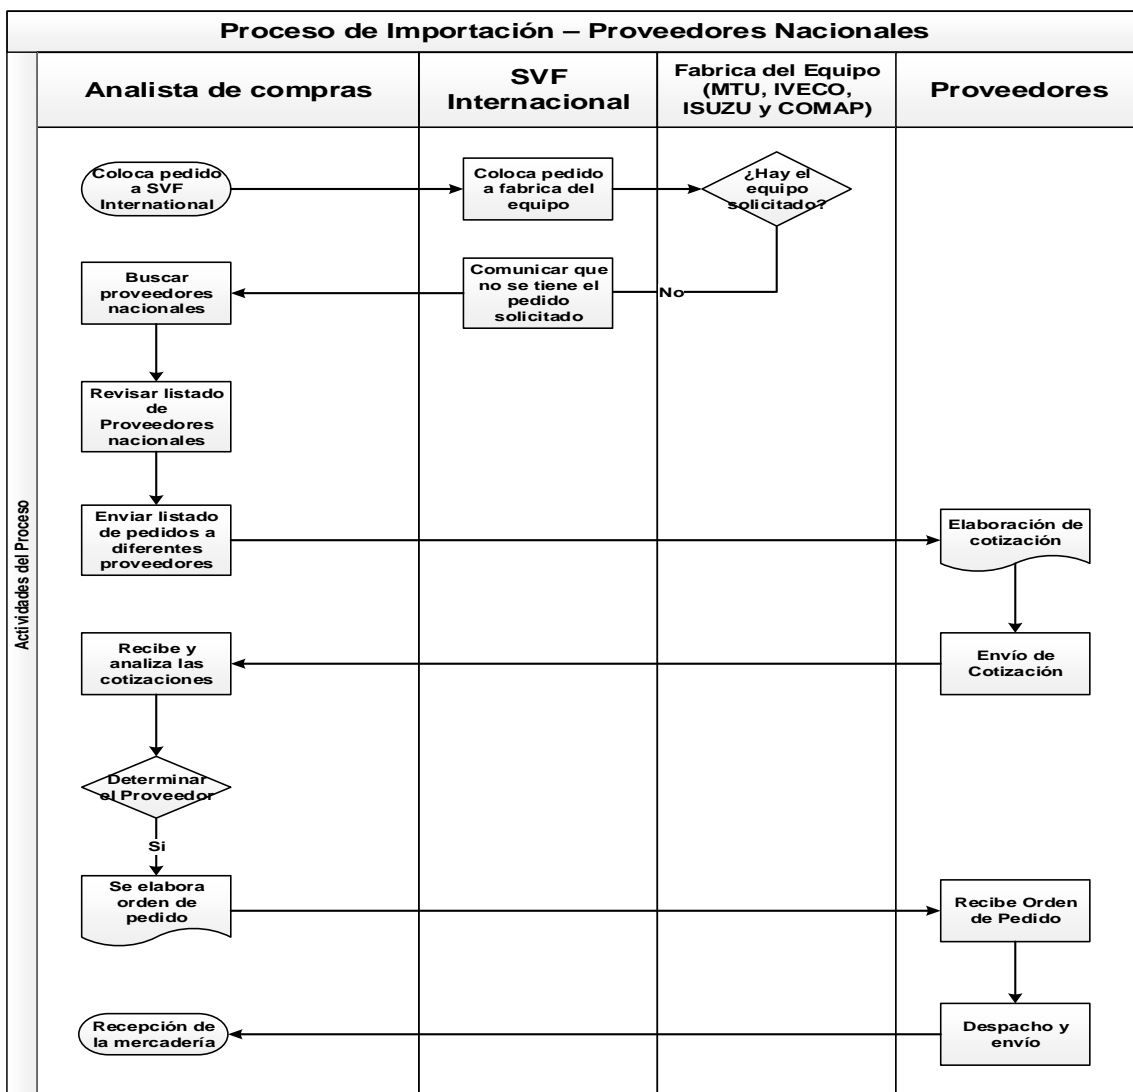 Proceso de Importación – Proveedores Nacionales
Analista de compras
SVF
Internacional
Fabrica del Equipo
(MTU, IVECO,
ISUZU y COMAP)
Proveedores
Actividades del Proceso
Coloca pedido
a SVF
International
Coloca pedido
a fabrica del
equipo
¿Hay el
equipo
solicitado?
Buscar
proveedores
nacionales
Comunicar que
no se tiene el
pedido
solicitado
No
Revisar listado
de
Proveedores
nacionales
Enviar listado
de pedidos a
diferentes
proveedores
Elaboración de
cotización
Recibe y
analiza las
cotizaciones
Envío de
Cotización
Determinar
el Proveedor
Si
Se elabora
orden de
pedido
Recibe Orden
de Pedido
Recepción de
la mercadería
Despacho y
envío